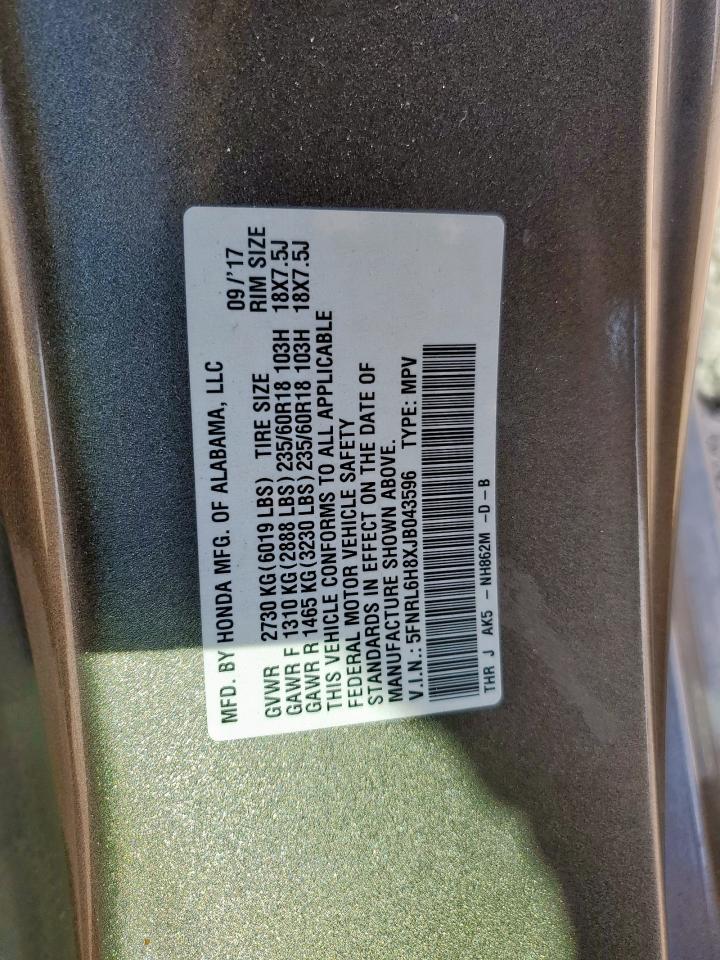 MFD. BY HONDA MFG. OF ALABAMA, LLC 09/'17
GVWR 2730 KG(6019 LBS) TIRE SIZE RIM SIZE
GAWR F 1310 KG(2888 LBS)235/60R18 103H 18X7.5J
GAWR R 1465 KG(3230 LBS)235/60R18 103H 18X7.5J
THIS VEHICLE CONFORMS TO ALL APPLICABLE
FEDERAL MOTOR VEHICLE SAFETY
STANDARDS IN EFFECT ON THE DATE OF
MANUFACTURE SHOWN ABOVE.
V.I.N.: 5FNRL6H8XJB043596 TYPE: MPV
THR J AK5 - NH862M -D-B